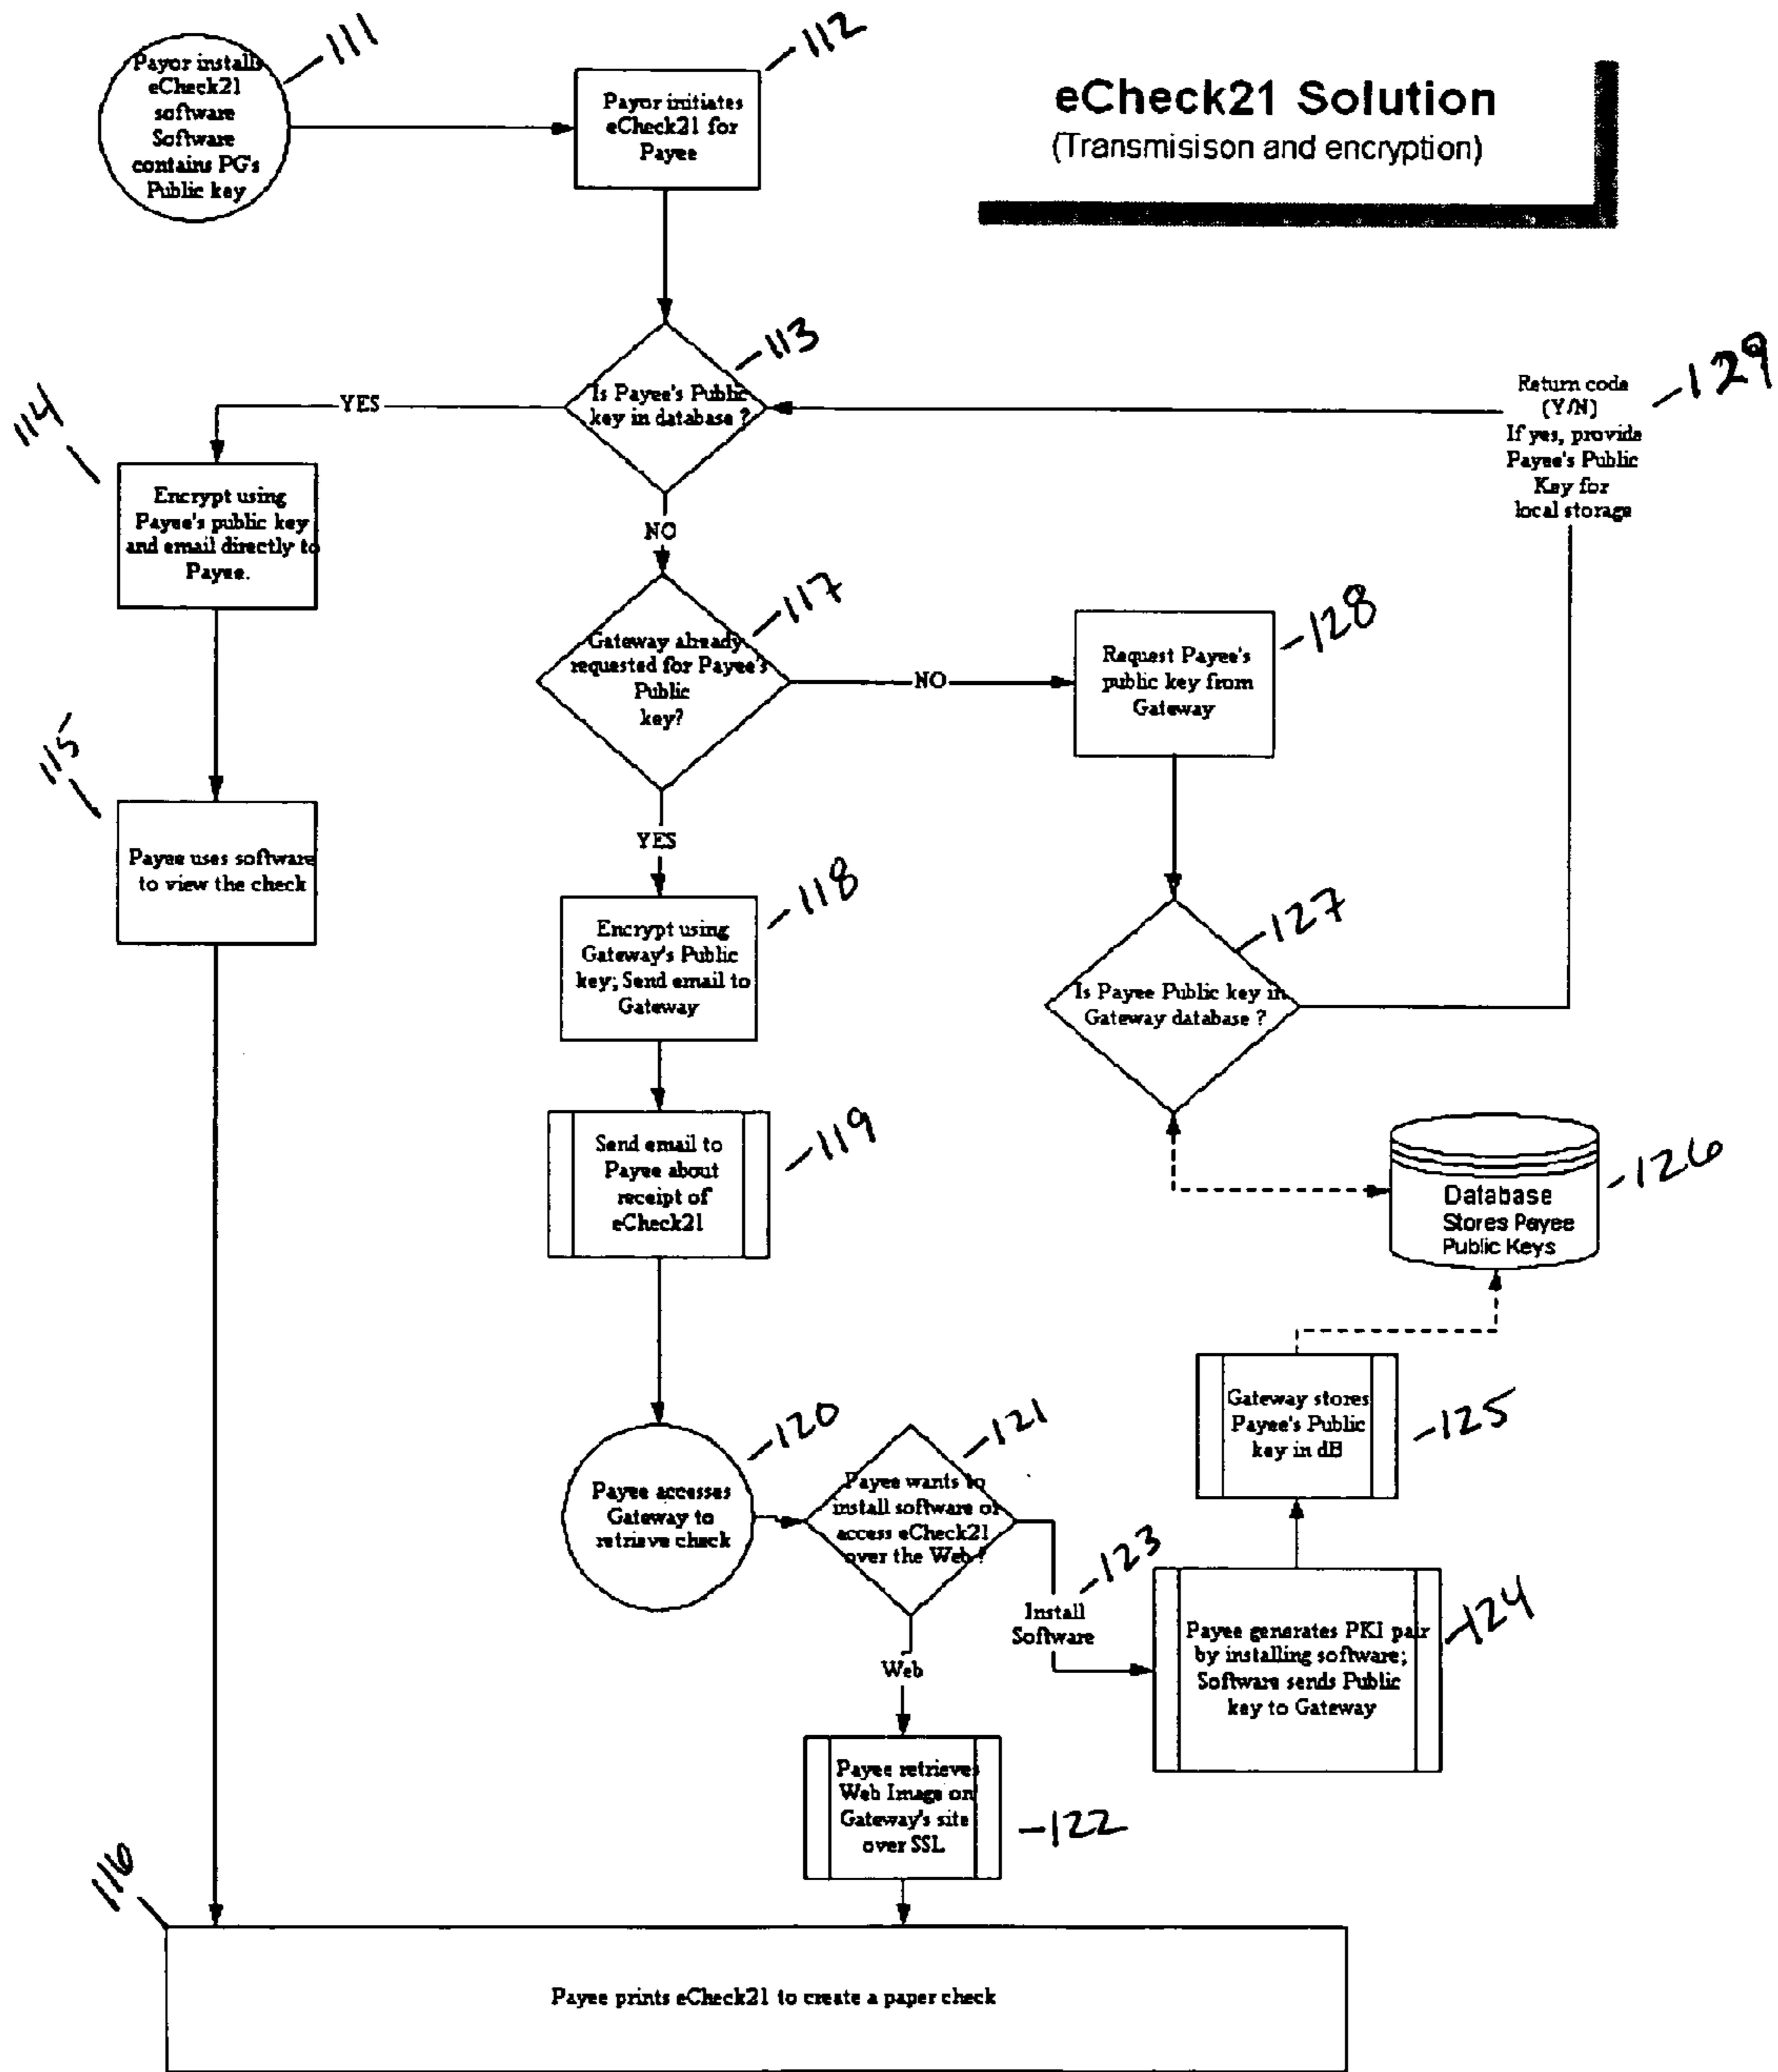 Payor installs
eCheck21
software
Software
contains PG's
Public key
111
Payor initiates
eCheck21 for
Payee
112
eCheck21 Solution
(Transmisison and encryption)
Is Payee's Public
key in database ?
113
YES
NO
Return code
(Y/N)
If yes, provide
Payee's Public
Key for
local storage
129
114
Encrypt using
Payee's public key
and email directly to
Payee.
Gateway already
requested for Payee's
Public
key?
117
NO
YES
Request Payee's
public key from
Gateway
128
115
Payee uses software
to view the check
Encrypt using
Gateway's Public
key; Send email to
Gateway
118
Is Payee Public key in
Gateway database ?
127
Send email to
Payee about
receipt of
eCheck21
119
Database
Stores Payee
Public Keys
126
Gateway stores
Payee's Public
key in dB
125
Payee accesses
Gateway to
retrieve check
120
Payee wants to
install software or
access eCheck21
over the Web ?
121
Install
Software
123
Web
Payee generates PKI pair
by installing software;
Software sends Public
key to Gateway
124
Payee retrieves
Web Image on
Gateway's site
over SSL
122
116
Payee prints eCheck21 to create a paper check